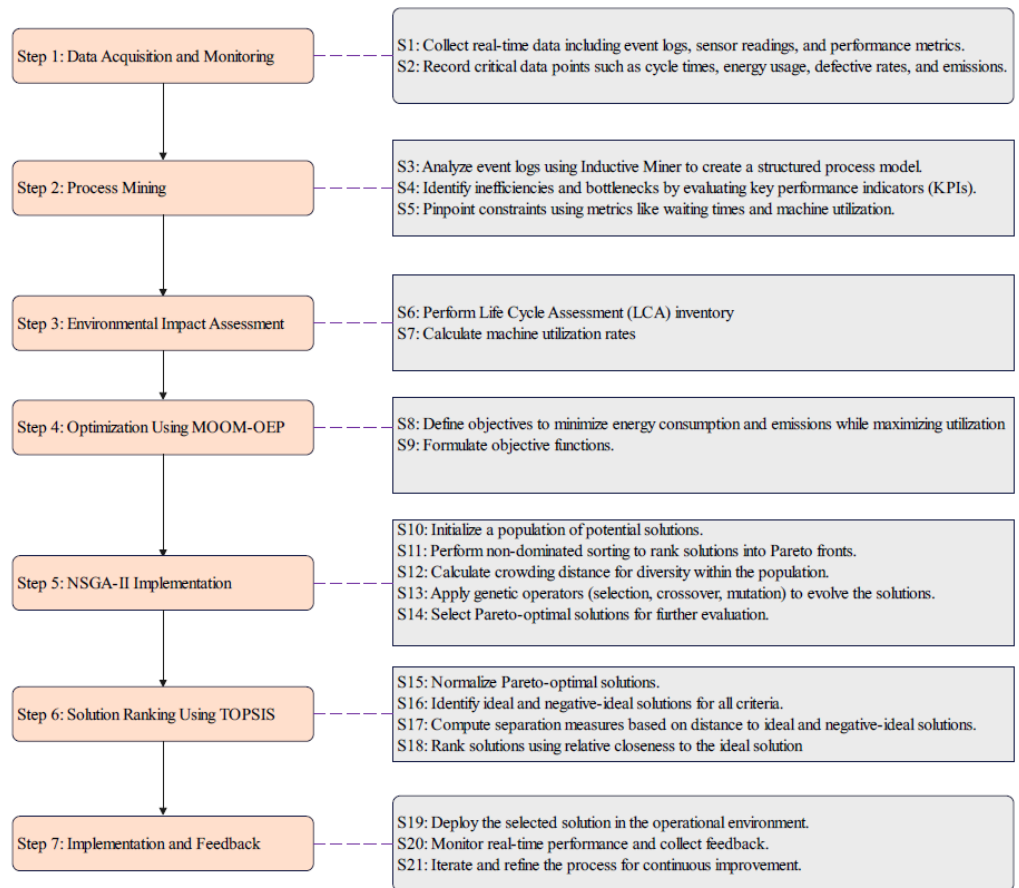 Step 1: Data Acquisition and Monitoring
S1: Collect real-time data including event logs, sensor readings, and performance metrics.
S2: Record critical data points such as cycle times, energy usage, defective rates, and emissions.
Step 2: Process Mining
S3: Analyze event logs using Inductive Miner to create a structured process model.
S4: Identify inefficiencies and bottlenecks by evaluating key performance indicators (KPIs).
S5: Pinpoint constraints using metrics like waiting times and machine utilization.
Step 3: Environmental Impact Assessment
S6: Perform Life Cycle Assessment (LCA) inventory
S7: Calculate machine utilization rates
Step 4: Optimization Using MOOM-OEP
S8: Define objectives to minimize energy consumption and emissions while maximizing utilization
S9: Formulate objective functions.
Step 5: NSGA-II Implementation
S10: Initialize a population of potential solutions.
S11: Perform non-dominated sorting to rank solutions into Pareto fronts.
S12: Calculate crowding distance for diversity within the population.
S13: Apply genetic operators (selection, crossover, mutation) to evolve the solutions.
S14: Select Pareto-optimal solutions for further evaluation.
Step 6: Solution Ranking Using TOPSIS
S15: Normalize Pareto-optimal solutions.
S16: Identify ideal and negative-ideal solutions for all criteria.
S17: Compute separation measures based on distance to ideal and negative-ideal solutions.
S18: Rank solutions using relative closeness to the ideal solution
Step 7: Implementation and Feedback
S19: Deploy the selected solution in the operational environment.
S20: Monitor real-time performance and collect feedback.
S21: Iterate and refine the process for continuous improvement.